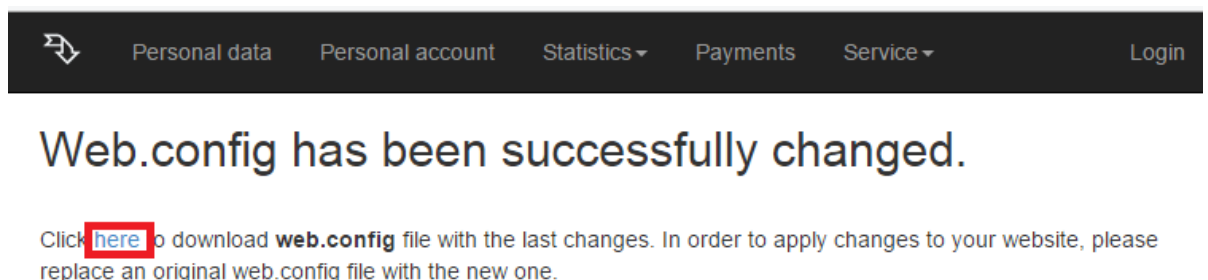 Personal data Personal account Statistics Payments Service Login
Web.config has been successfully changed.
Click here to download web.config file with the last changes. In order to apply changes to your website, please
replace an original web.config file with the new one.